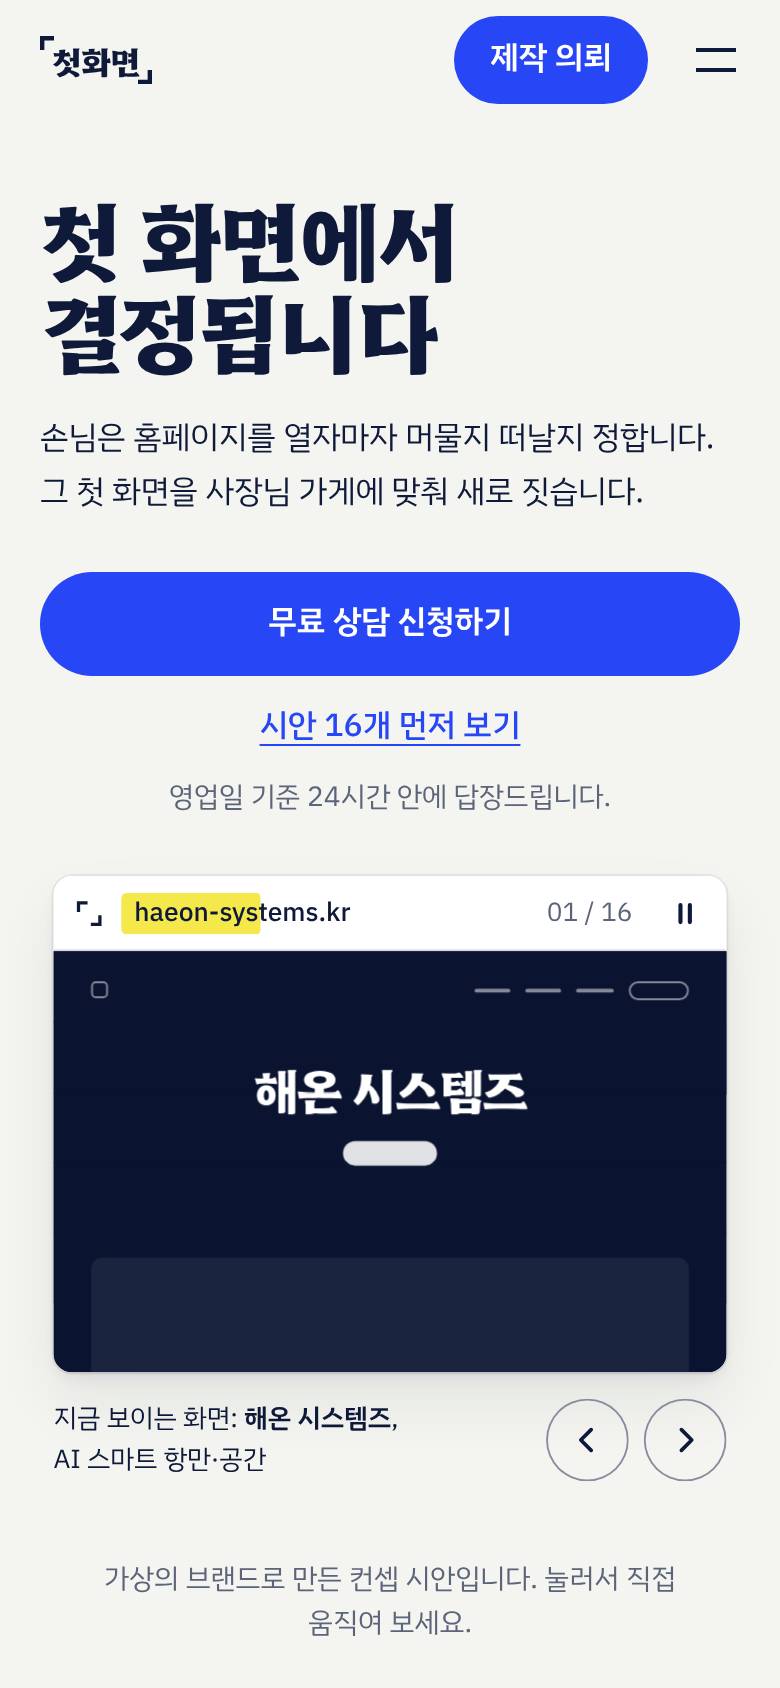 첫화면
제작 의뢰
첫 화면에서
결정됩니다
손님은 홈페이지를 열자마자 머물지 떠날지 정합니다.
그 첫 화면을 사장님 가게에 맞춰 새로 짓습니다.
무료 상담 신청하기
시안 16개 먼저 보기
영업일 기준 24시간 안에 답장드립니다.
haeon-systems.kr 01 / 16
해온 시스템즈
지금 보이는 화면: 해온 시스템즈,
AI 스마트 항만·공간
가상의 브랜드로 만든 컨셉 시안입니다. 눌러서 직접
움직여 보세요.